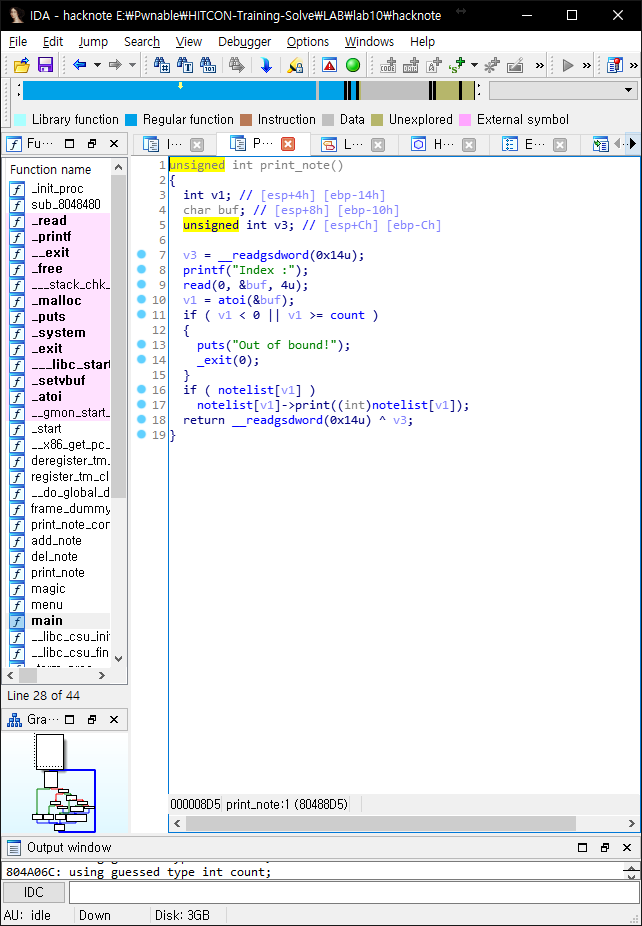 IDA - hacknote E:₩Pwnable₩HITCON-Training-Solve₩LAB₩lab10₩hacknote
File Edit Jump Search View Debugger Options Windows Help
Library function Regular function Instruction Data Unexplored External symbol
Fu··· I··· P··· L··· H··· E···
Function name
_init_proc
sub_8048480
_read
_printf
__exit
_free
___stack_chk_
_malloc
_puts
_system
_exit
___libc_start
_setvbuf
_atoi
__gmon_start_
_start
__x86_get_pc_
deregister_tm_
register_tm_cl
__do_global_d
frame_dummy
print_note_con
add_note
del_note
print_note
magic
menu
main
__libc_csu_ini
__libc_csu_fin
Line 28 of 44
Gra···
1 unsigned int print_note()
2 {
3 int v1; // [esp+4h] [ebp-14h]
4 char buf; // [esp+8h] [ebp-10h]
5 unsigned int v3; // [esp+Ch] [ebp-Ch]
6
7 v3 = __readgsdword(0x14u);
8 printf("Index :");
9 read(0, &buf, 4u);
10 v1 = atoi(&buf);
11 if ( v1 < 0 || v1 >= count )
12 {
13 puts("Out of bound!");
14 _exit(0);
15 }
16 if ( notelist[v1] )
17 notelist[v1]->print((int)notelist[v1]);
18 return __readgsdword(0x14u) ^ v3;
19 }
000008D5 print_note:1 (80488D5)
Output window
804A06C: using guessed type int count;
IDC
AU: idle Down Disk: 3GB